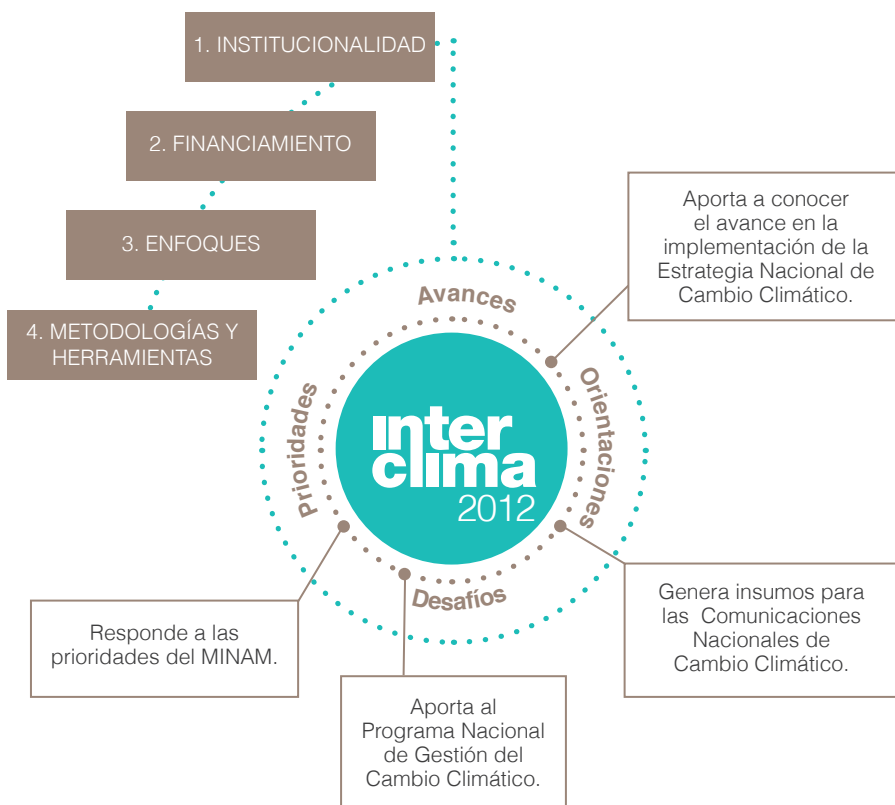 1. INSTITUCIONALIDAD
2. FINANCIAMIENTO
3. ENFOQUES
4. METODOLOGÍAS Y
HERRAMIENTAS
Aporta a conocer
el avance en la
implementación de la
Estrategia Nacional de
Cambio Climático.
Avances
Orientaciones
Prioridades
Desafíos
inter
clima
2012
Responde a las
prioridades del MINAM.
Aporta al
Programa Nacional
de Gestión del
Cambio Climático.
Genera insumos para
las Comunicaciones
Nacionales de
Cambio Climático.